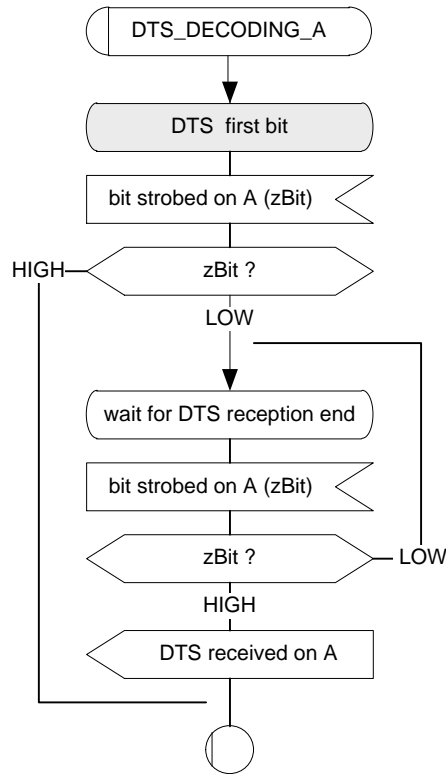 DTS_DECODING_A
DTS first bit
bit strobed on A (zBit)
HIGH
zBit ?
LOW
wait for DTS reception end
bit strobed on A (zBit)
zBit ?
LOW
HIGH
DTS received on A